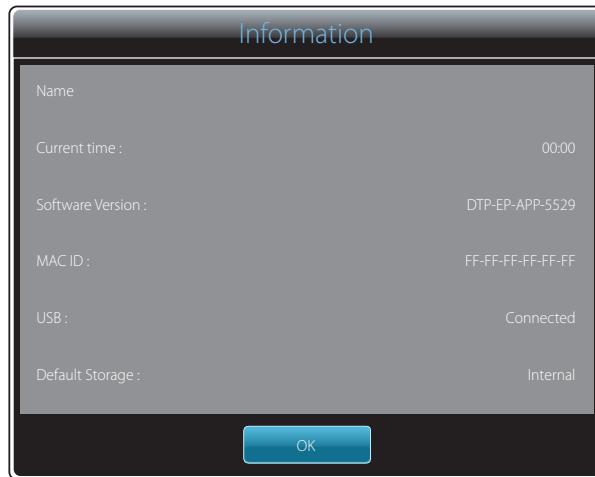 Information
Name
Current time : 00:00
Software Version : DTP-EP-APP-5529
MAC ID : FF-FF-FF-FF-FF-FF
USB : Connected
Default Storage : Internal
OK